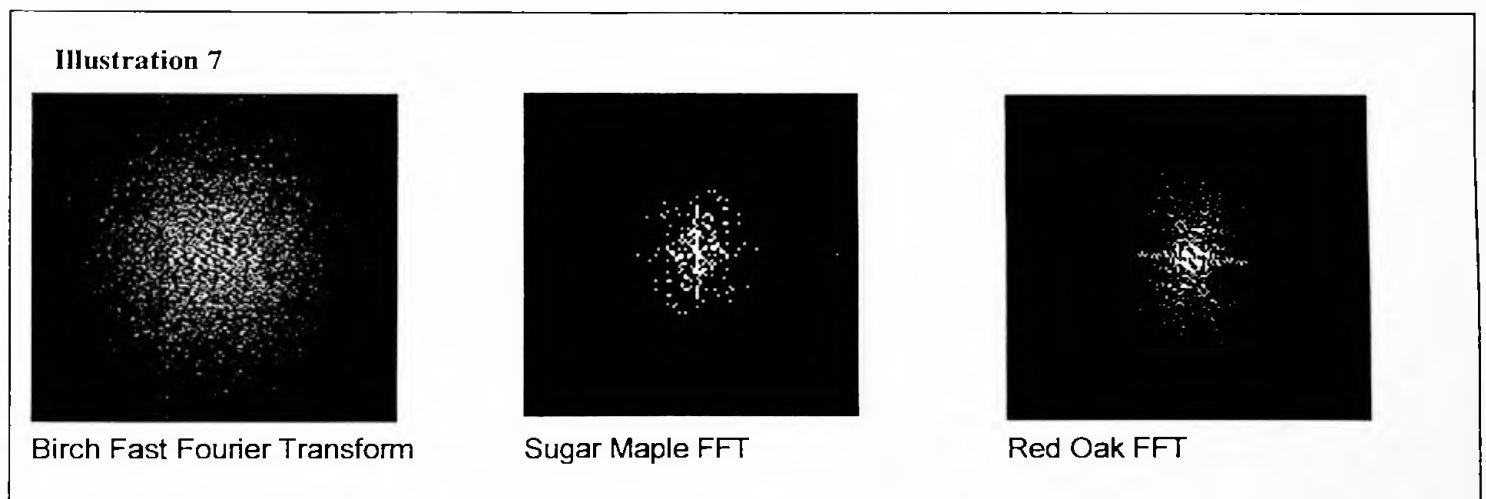 Illustration 7
Birch Fast Fourier Transform
Sugar Maple FFT
Red Oak FFT